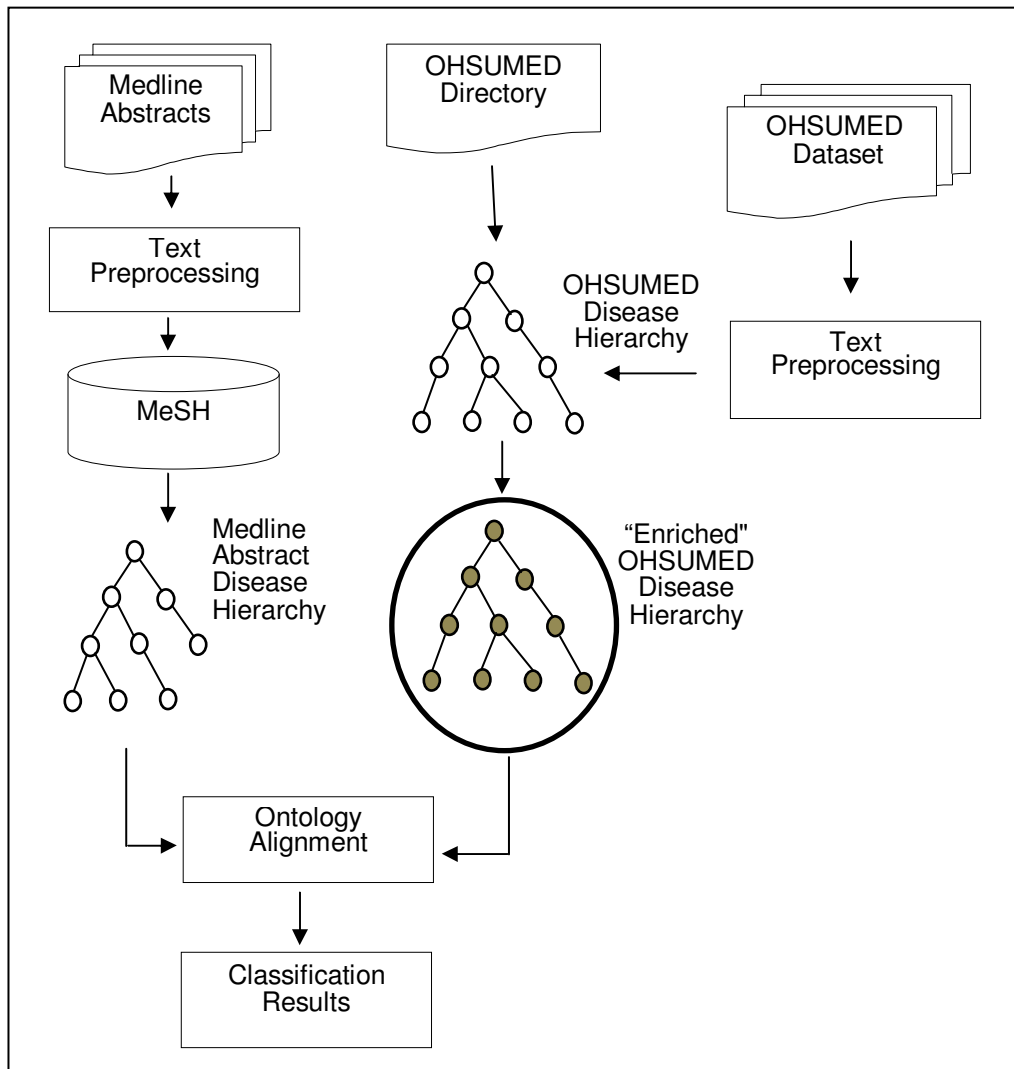 Medline
Abstracts
OHSUMED
Directory
OHSUMED
Dataset
Text
Preprocessing
OHSUMED
Disease
Hierarchy
Text
Preprocessing
MeSH
Medline
Abstract
Disease
Hierarchy
“Enriched"
OHSUMED
Disease
Hierarchy
Ontology
Alignment
Classification
Results